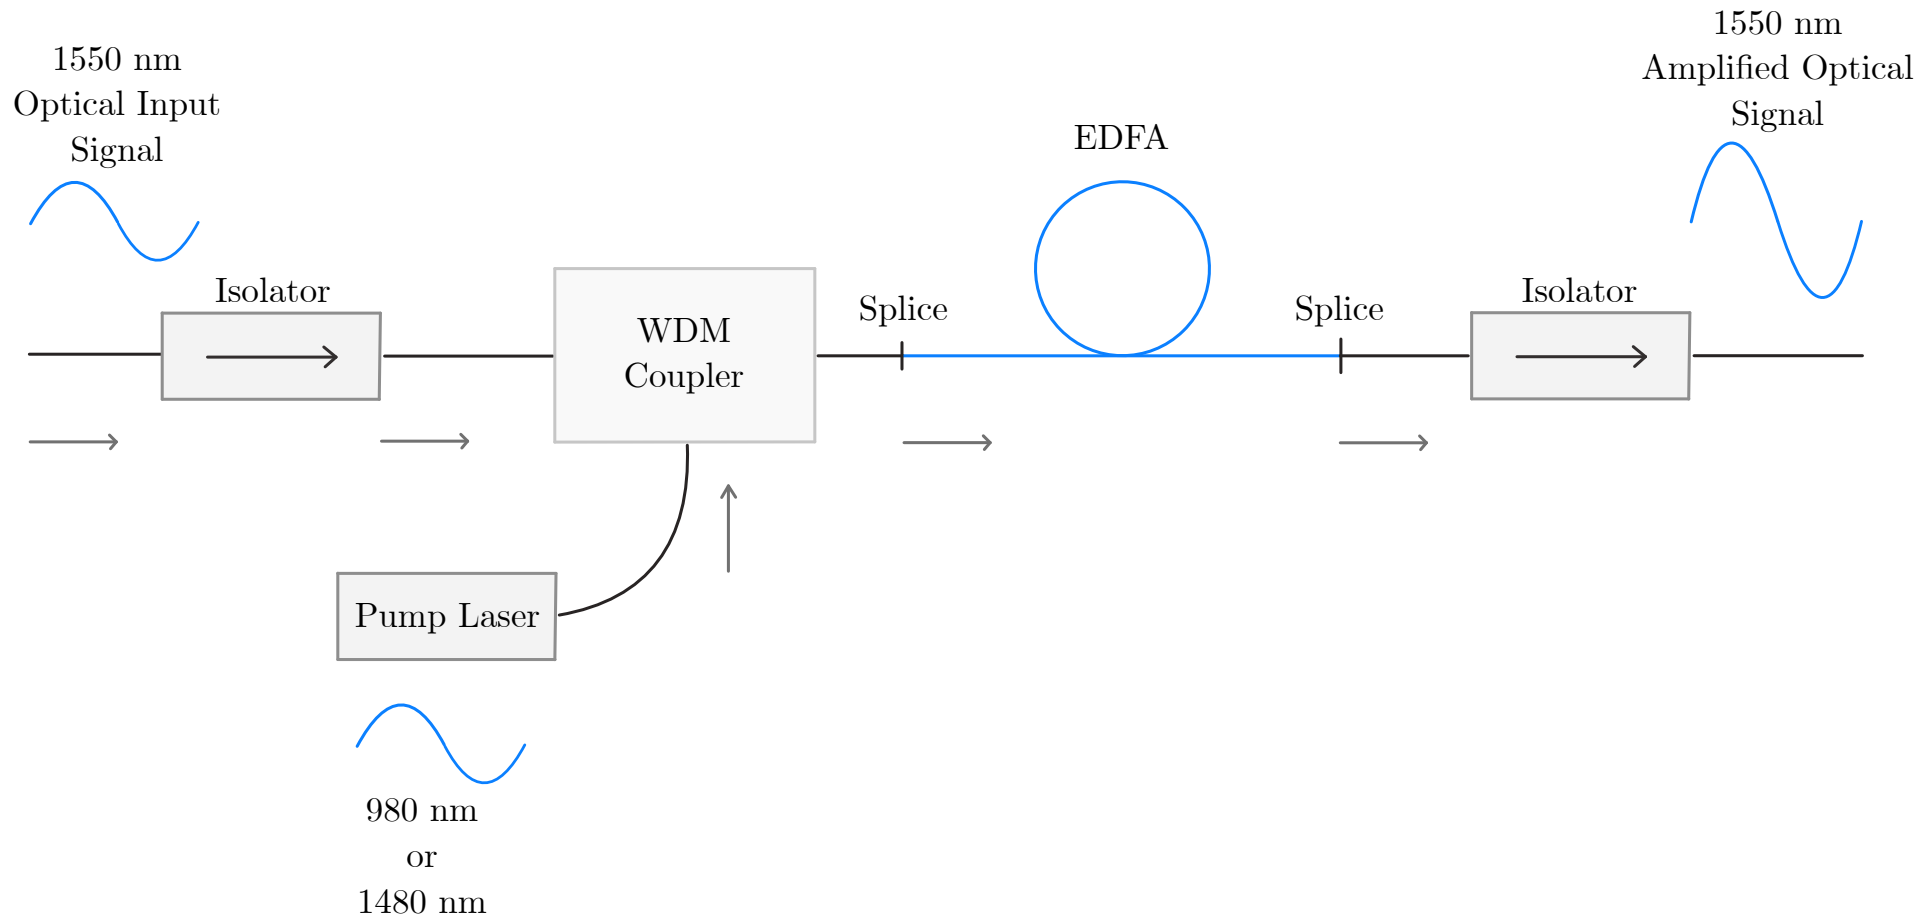 1550 nm
Optical Input
Signal
1550 nm
Amplified Optical
Signal
EDFA
Isolator
WDM
Coupler
Splice
Splice
Isolator
Pump Laser
980 nm
or
1480 nm